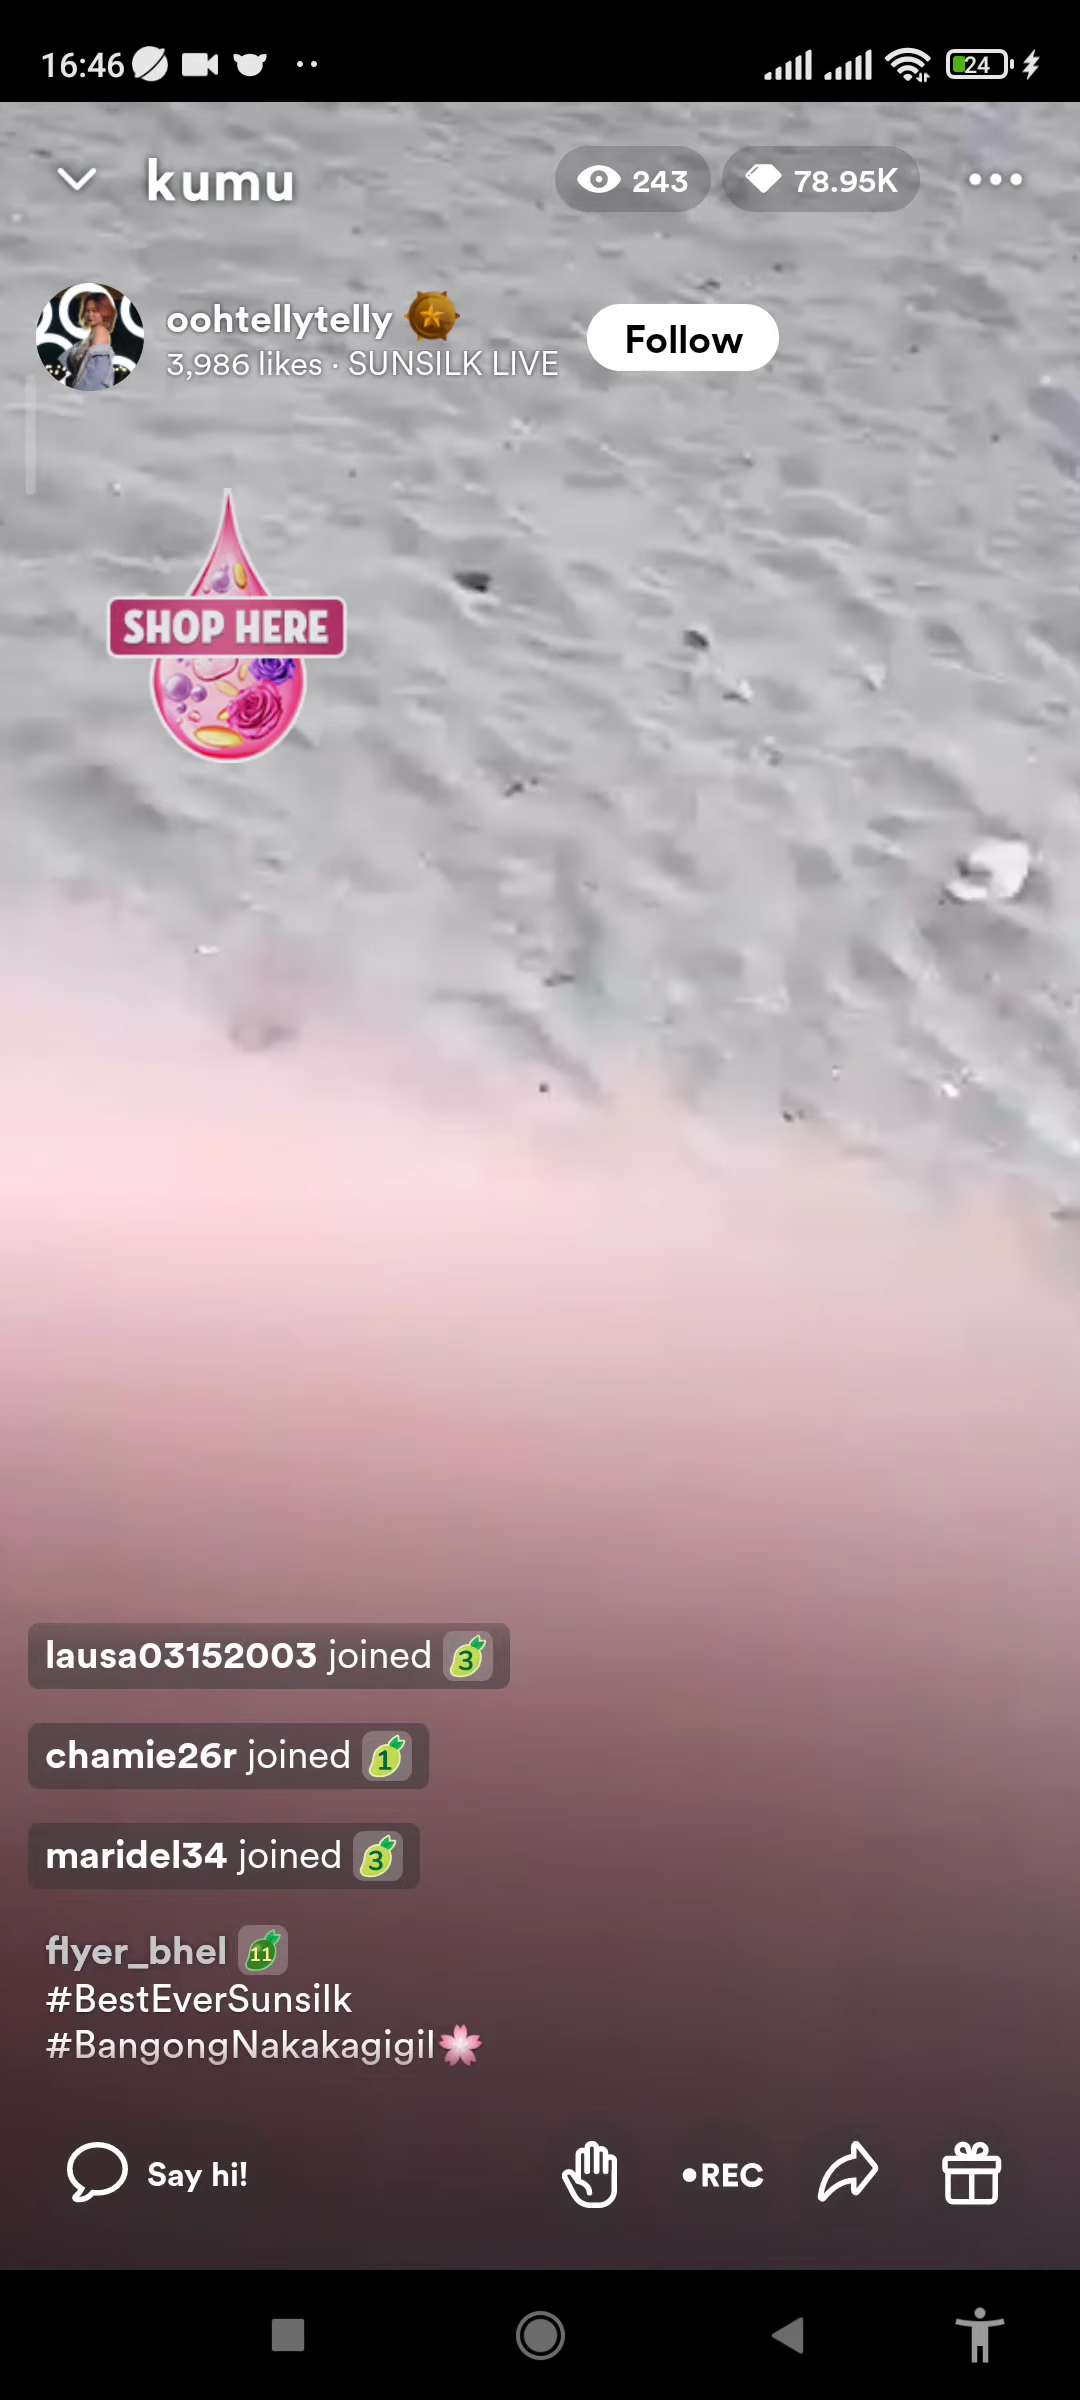 16:46
24
kumu
243
78.95K
oohtellytelly
Follow
3,986 likes · SUNSILK LIVE
SHOP HERE
lausa03152003 joined 3
chamie26r joined 1
maridel34 joined 3
flyer_bhel 11
#BestEverSunsilk
#BangongNakakagigil🌸
Say hi!
•REC